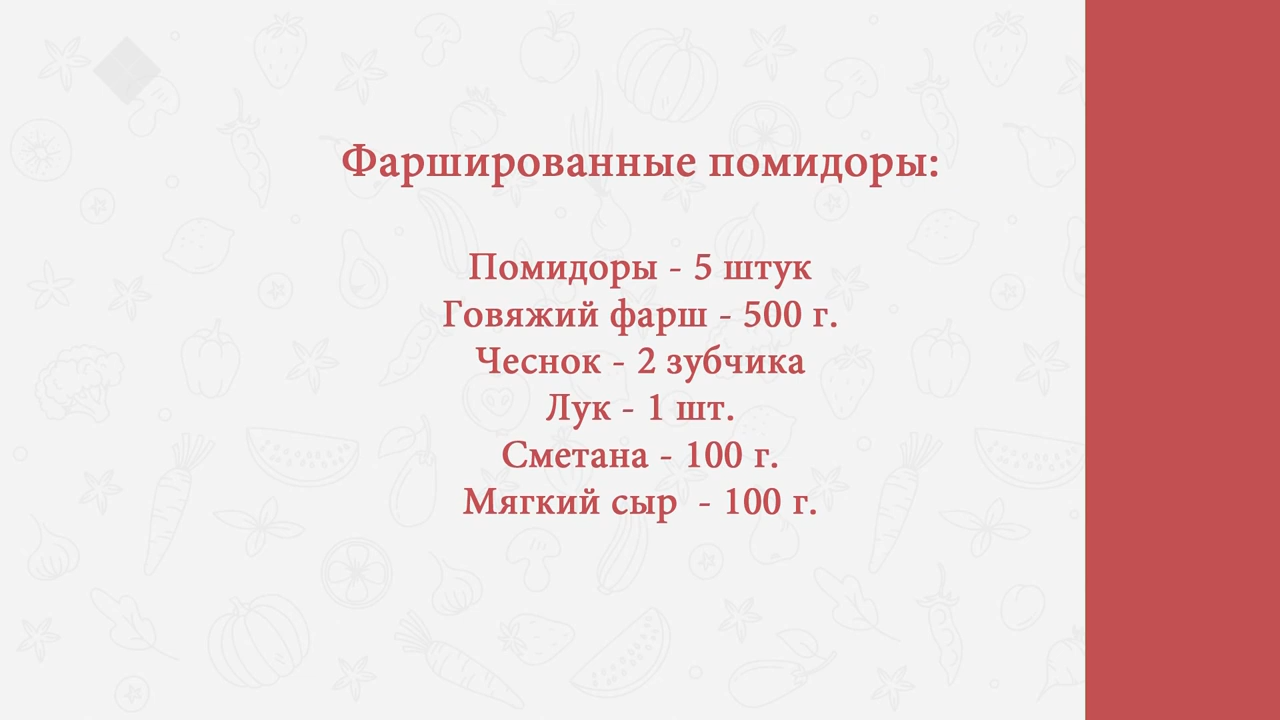 Фаршированные помидоры:
Помидоры - 5 штук
Говяжий фарш - 500 г.
Чеснок - 2 зубчика
Лук - 1 шт.
Сметана - 100 г.
Мягкий сыр  - 100 г.